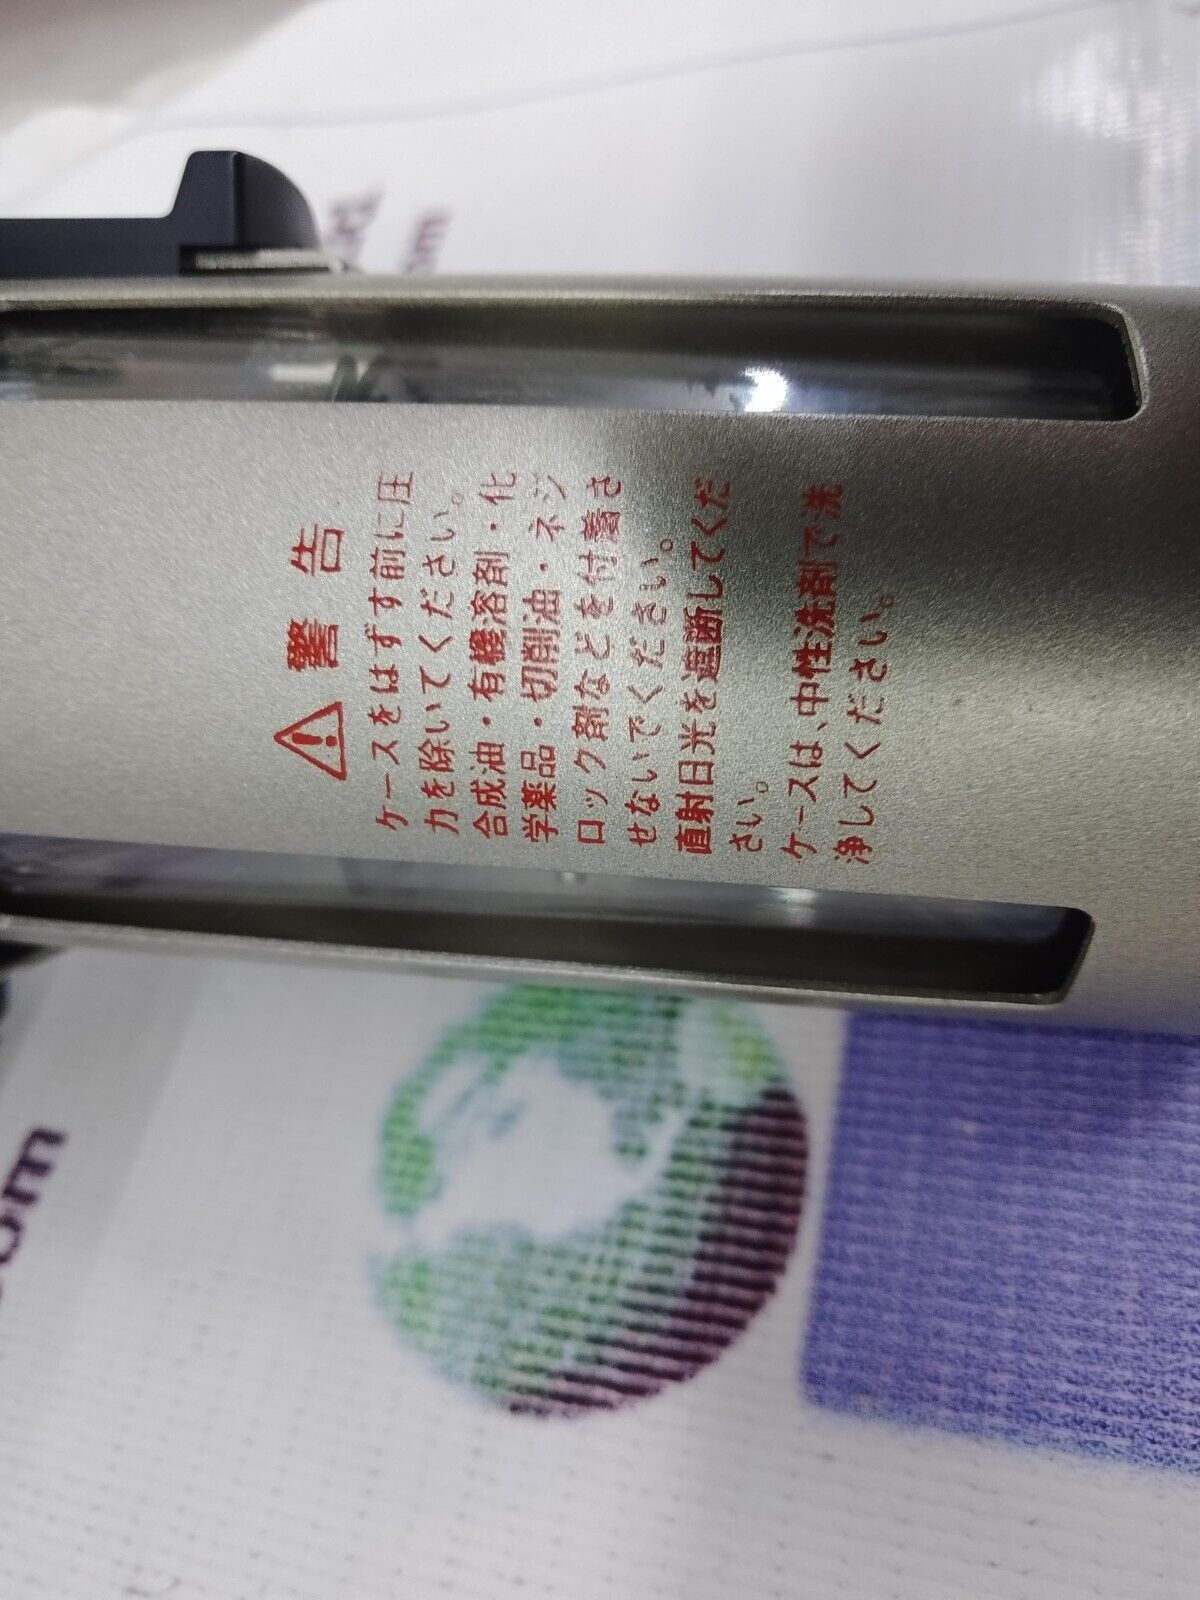 警告
ケースをはずす前に圧
力を除いてください。
合成油・有機溶剤・化
学薬品・切削油・ネジ
ロック剤などを付着さ
せないでください。
直射日光を遮断してくだ
さい。
ケースは、中性洗剤で洗
浄してください。
om
om